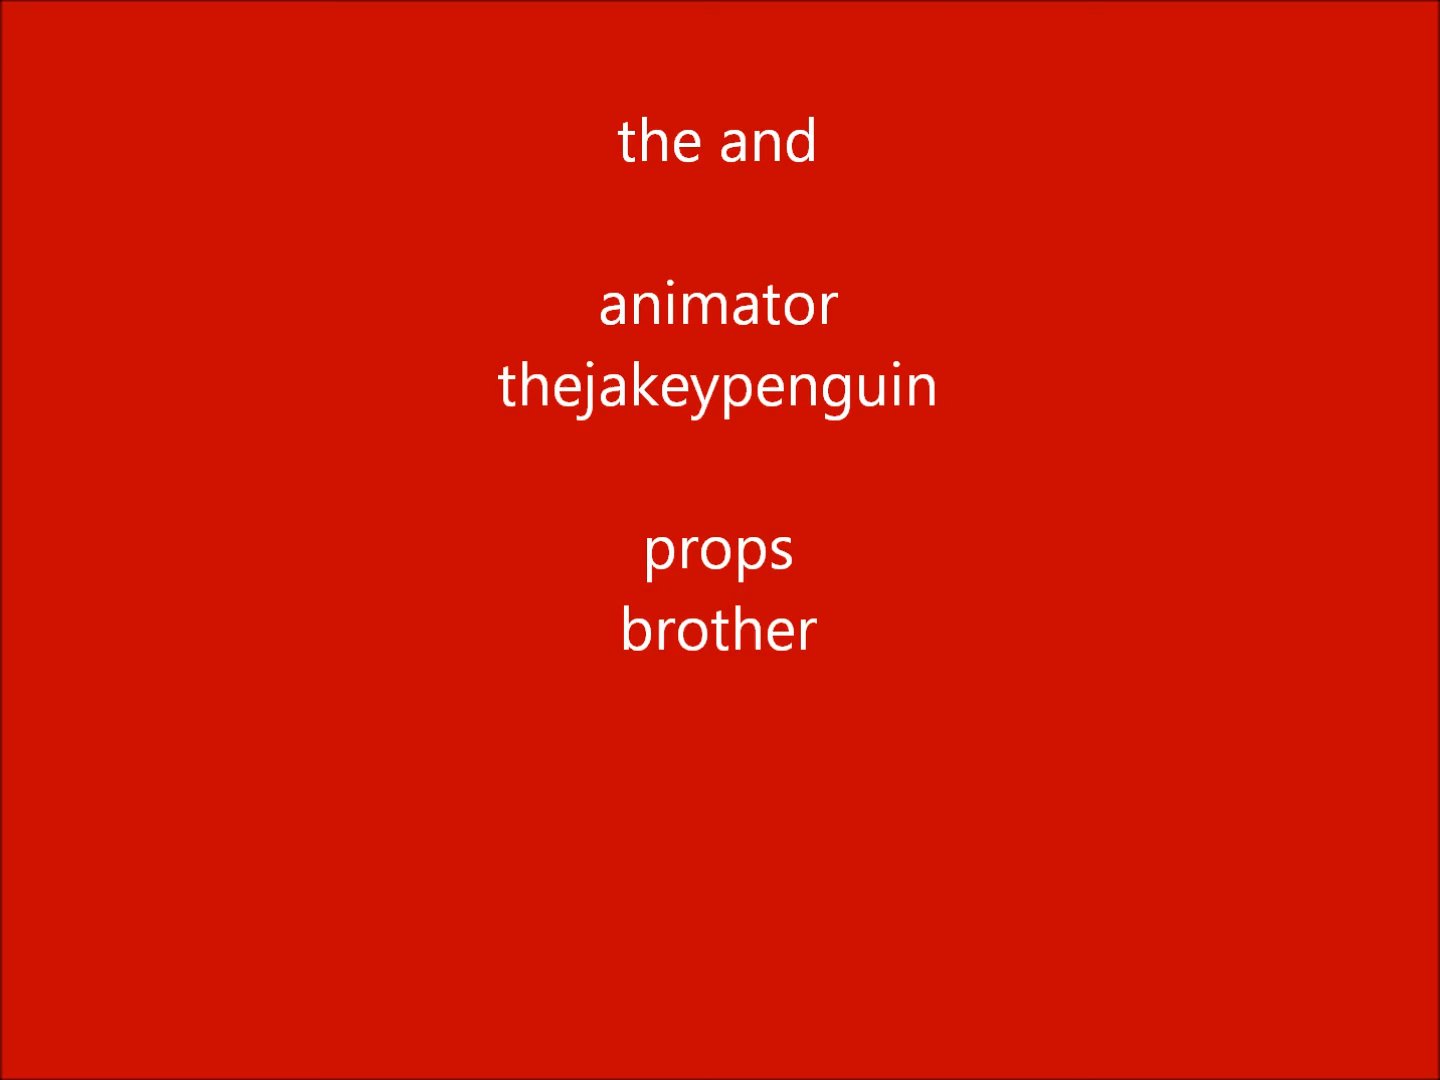 the and
animator
thejakeypenguin
props
brother